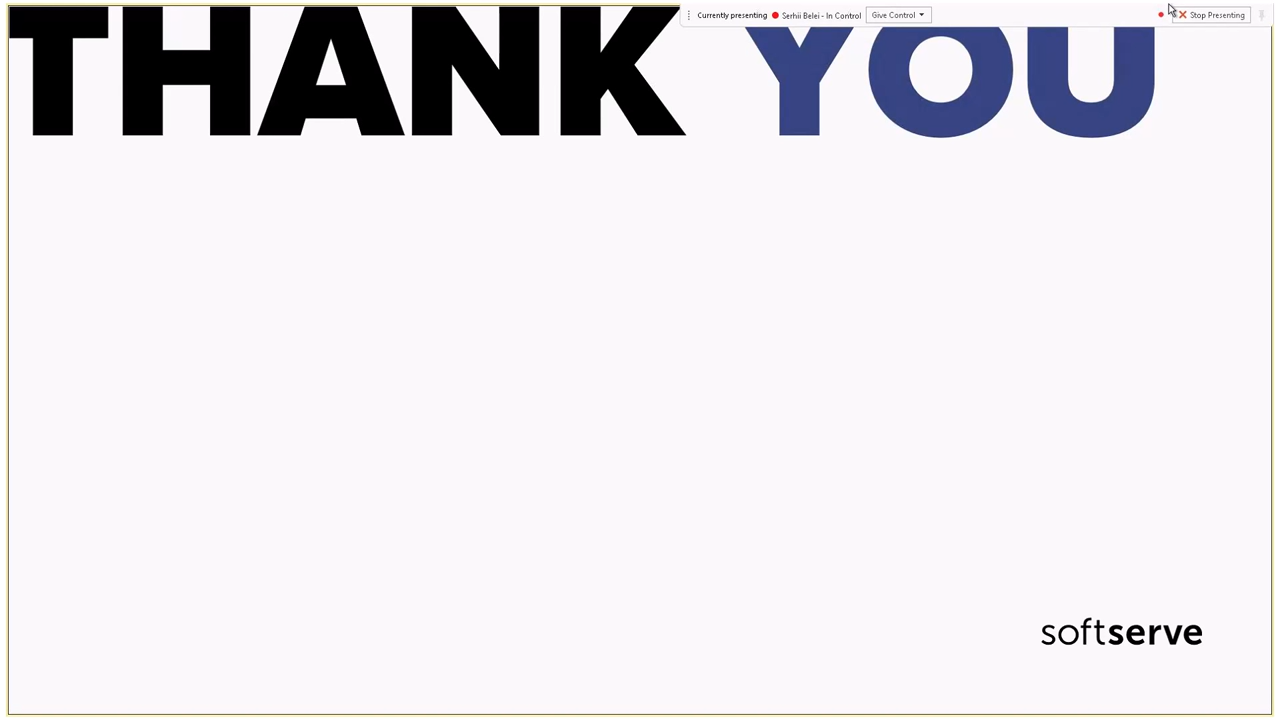 Currently presenting Serhii Belei - In Control Give Control Stop Presenting
THANK YOU
softserve